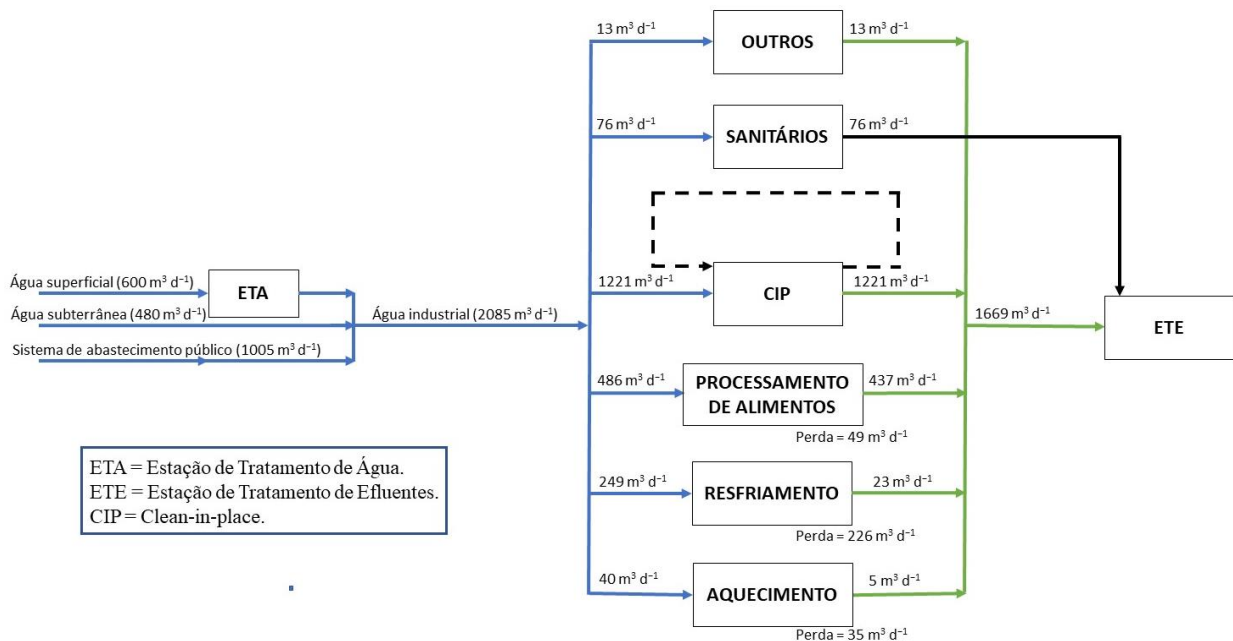 13 m³ d⁻¹
OUTROS
13 m³ d⁻¹
76 m³ d⁻¹
SANITÁRIOS
76 m³ d⁻¹
Água superficial (600 m³ d⁻¹)
ETA
Água subterrânea (480 m³ d⁻¹)
Sistema de abastecimento público (1005 m³ d⁻¹)
Água industrial (2085 m³ d⁻¹)
1221 m³ d⁻¹
CIP
1221 m³ d⁻¹
1669 m³ d⁻¹
ETE
486 m³ d⁻¹
PROCESSAMENTO
DE ALIMENTOS
437 m³ d⁻¹
Perda = 49 m³ d⁻¹
249 m³ d⁻¹
RESFRIAMENTO
23 m³ d⁻¹
Perda = 226 m³ d⁻¹
40 m³ d⁻¹
AQUECIMENTO
5 m³ d⁻¹
Perda = 35 m³ d⁻¹
ETA = Estação de Tratamento de Água.
ETE = Estação de Tratamento de Efluentes.
CIP = Clean-in-place.